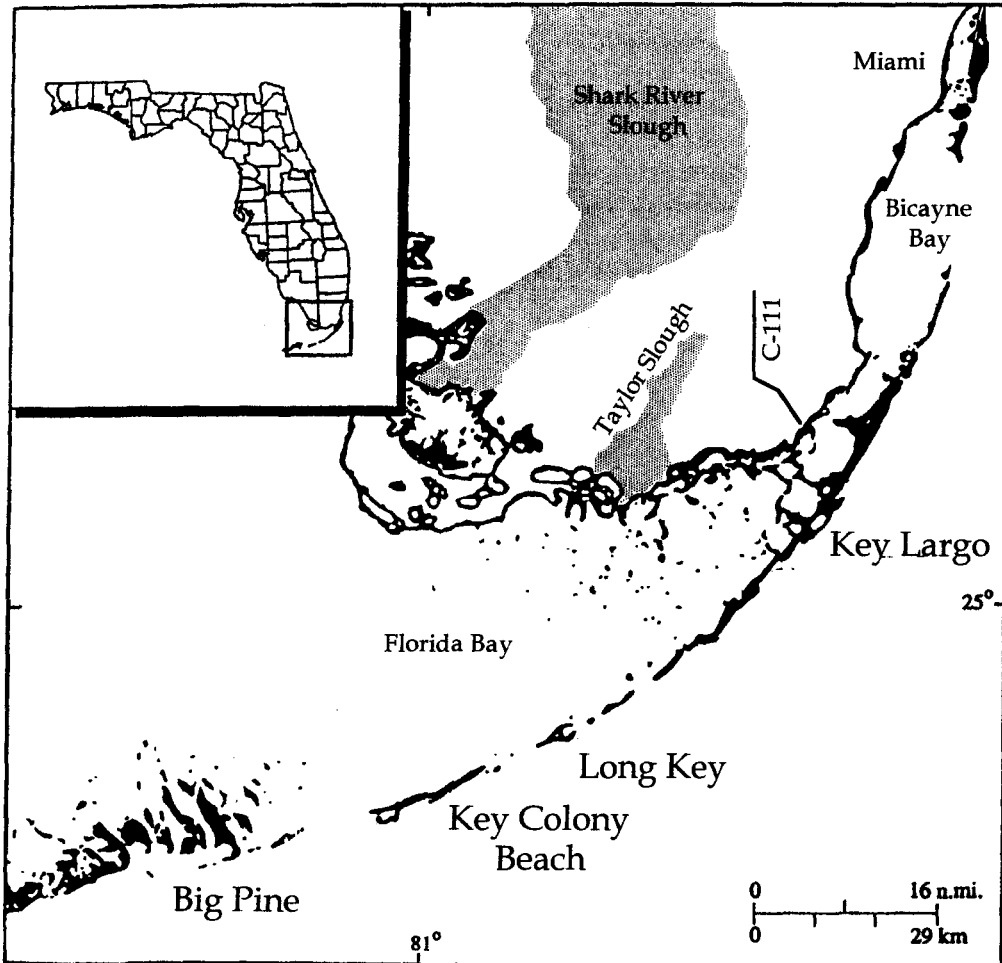 Miami
Shark River
Slough
Bicayne
Bay
C-111
Taylor Slough
Key Largo
25°
Florida Bay
Long Key
Key Colony
Beach
Big Pine
0 16 n.mi.
0 29 km
81°